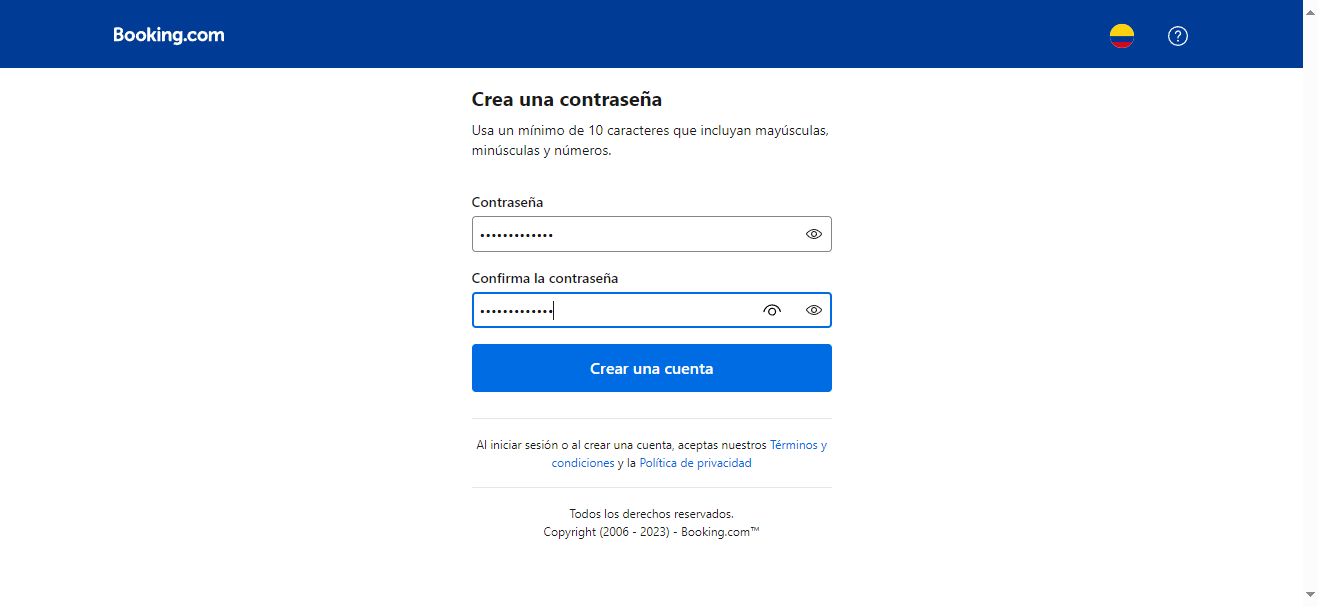 Booking.com
Crea una contraseña
Usa un mínimo de 10 caracteres que incluyan mayúsculas,
minúsculas y números.
Contraseña
•••••••••••••
Confirma la contraseña
•••••••••••••
Crear una cuenta
Al iniciar sesión o al crear una cuenta, aceptas nuestros Términos y
condiciones y la Política de privacidad
Todos los derechos reservados.
Copyright (2006 - 2023) - Booking.com™